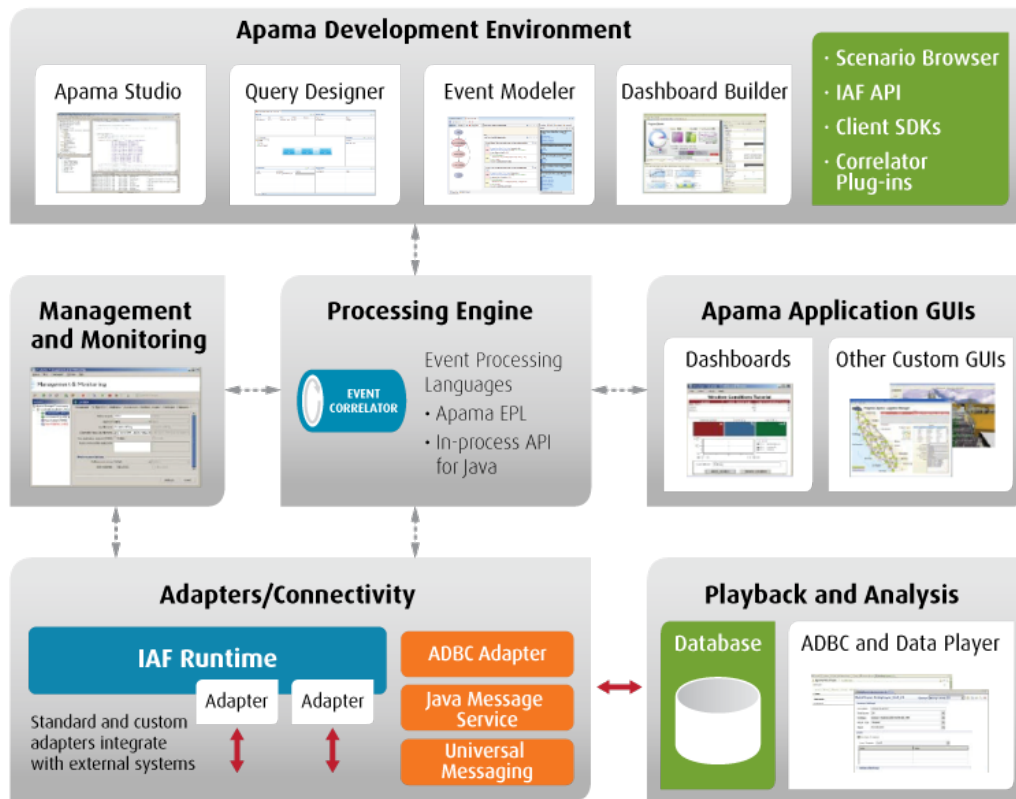 Apama Development Environment
Apama Studio
Query Designer
Event Modeler
Dashboard Builder
· Scenario Browser
· IAF API
· Client SDKs
· Correlator
Plug-ins
Management
and Monitoring
Management & Monitoring
Processing Engine
EVENT
CORRELATOR
Event Processing
Languages
• Apama EPL
• In-process API
for Java
Apama Application GUIs
Dashboards
Other Custom GUIs
Adapters/Connectivity
IAF Runtime
Adapter
Adapter
Standard and custom
adapters integrate
with external systems
ADBC Adapter
Java Message
Service
Universal
Messaging
Playback and Analysis
Database
ADBC and Data Player